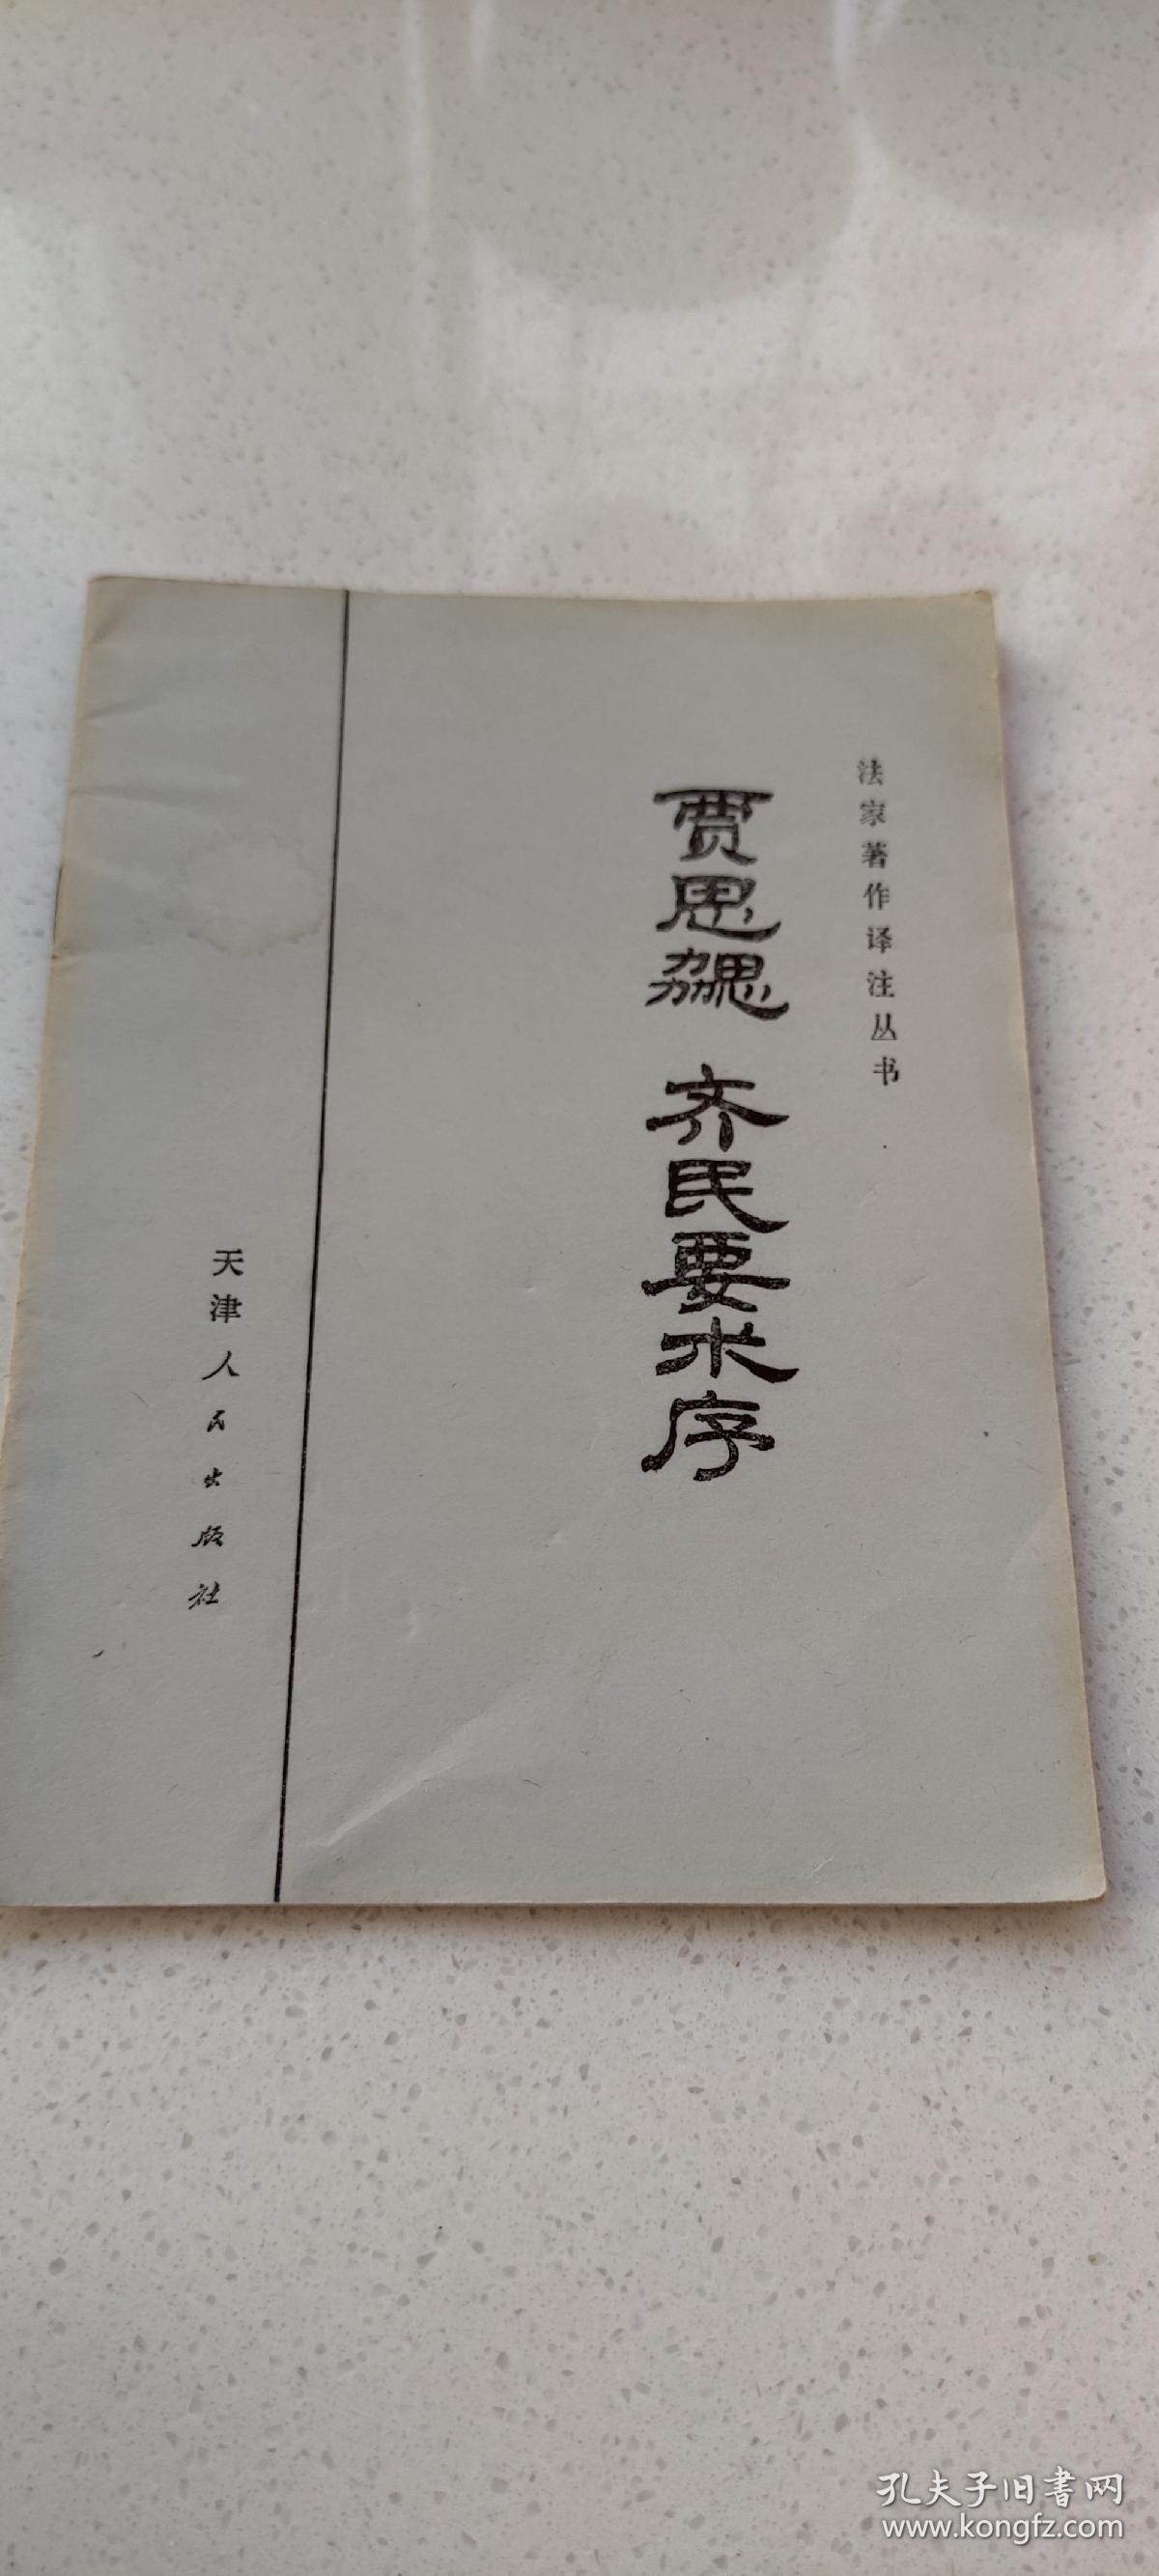 法家著作译注丛书
贾思勰 齐民要术序
天津人民出版社
孔夫子旧书网
www.kongfz.com